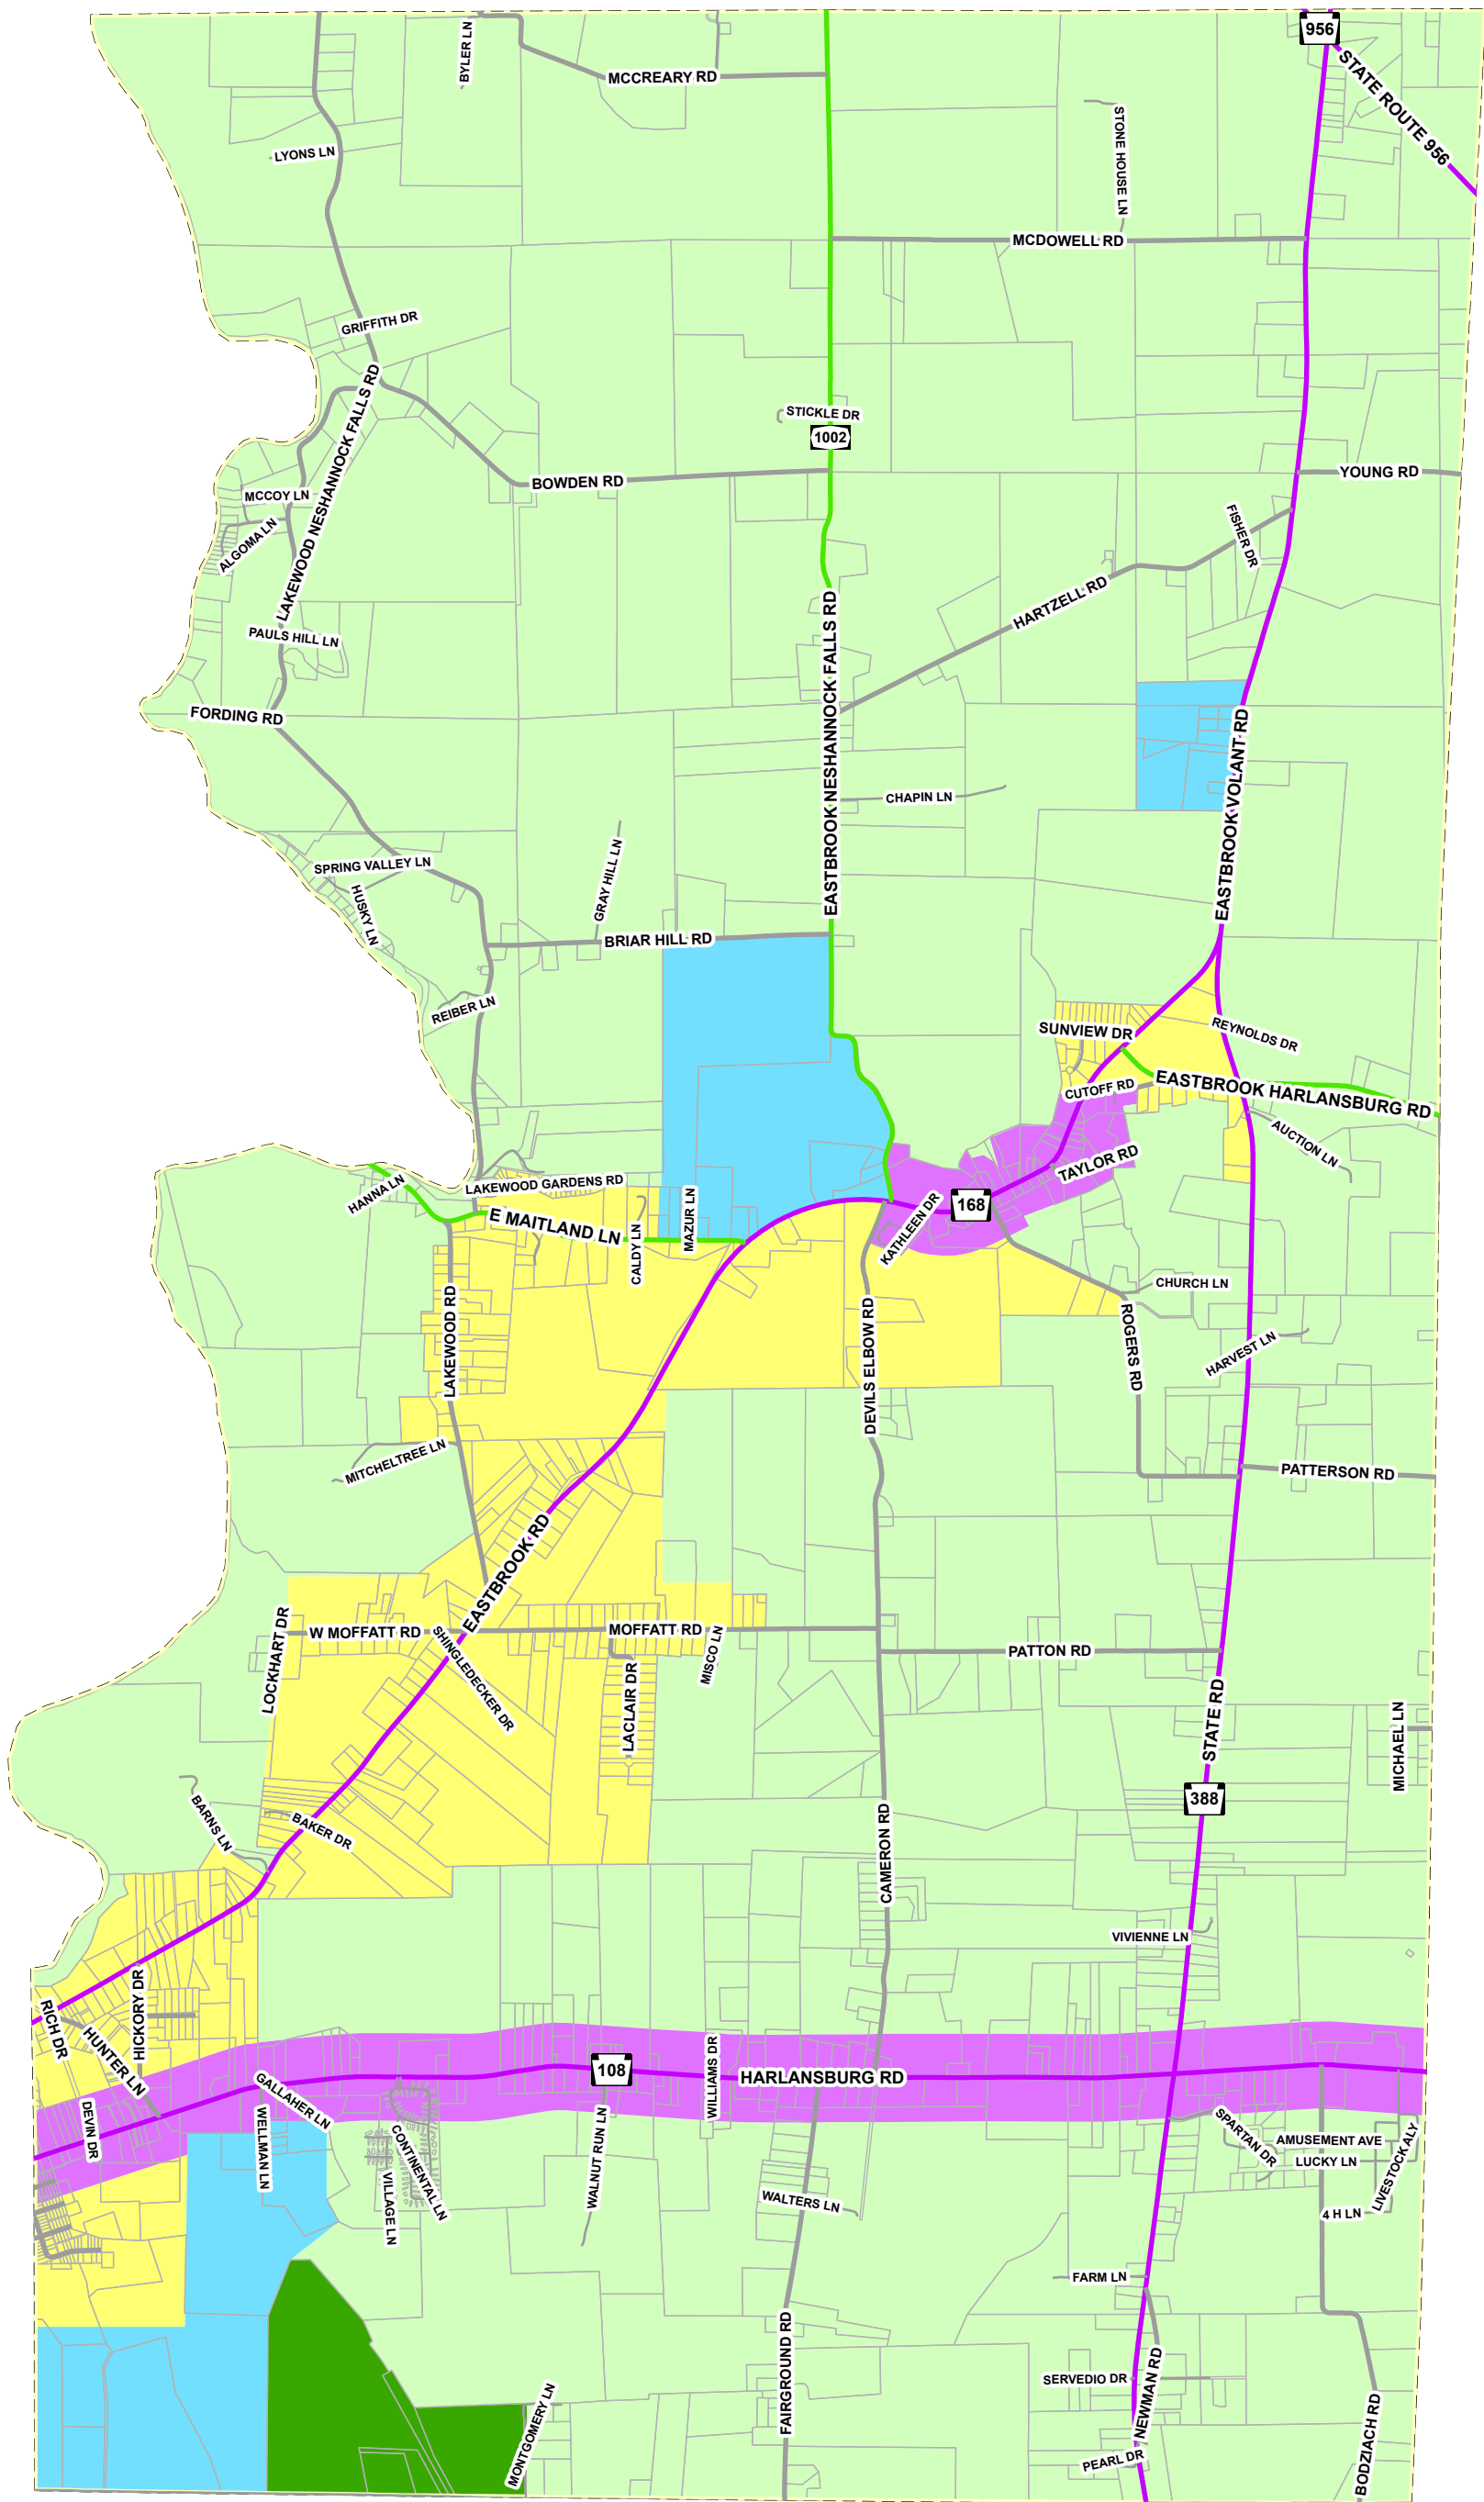 956
BYLER LN
MCCREARY RD
STATE ROUTE 956
LYONS LN
STONE HOUSE LN
MCDOWELL RD
GRIFFITH DR
STICKLE DR
1002
LAKEWOOD NESHANNOCK FALLS RD
BOWDEN RD
YOUNG RD
MCCOY LN
ALGOMA LN
FISHER DR
HARTZELL RD
PAULS HILL LN
EASTBROOK NESHANNOCK FALLS RD
FORDING RD
EASTBROOK VOLANT RD
CHAPIN LN
SPRING VALLEY LN
HUSKY LN
GRAY HILL LN
BRIAR HILL RD
REIBER LN
SUNVIEW DR
REYNOLDS DR
CUTOFF RD
EASTBROOK HARLANSBURG RD
AUCTION LN
TAYLOR RD
HANNA LN
LAKEWOOD GARDENS RD
MAZUR LN
168
KATHLEEN DR
E MAITLAND LN
CALDY LN
CHURCH LN
LAKEWOOD RD
DEVILS ELBOW RD
ROGERS RD
HARVEST LN
MITCHELTREE LN
PATTERSON RD
EASTBROOK RD
LOCKHART DR
W MOFFATT RD
SHINGLEDECKER DR
MOFFATT RD
MISCO LN
PATTON RD
LACLAIR DR
STATE RD
MICHAEL LN
388
BARNS LN
BAKER DR
CAMERON RD
VIVIENNE LN
RICH DR
HICKORY DR
HUNTER LN
108
WILLIAMS DR
HARLANSBURG RD
GALLAHER LN
DEVIN DR
WELLMAN LN
CONTINENTAL LN
VILLAGE LN
WALNUT RUN LN
SPARTAN DR
AMUSEMENT AVE
LUCKY LN
LIVESTOCK ALY
WALTERS LN
4 H LN
FARM LN
FAIRGROUND RD
SERVEDIO DR
NEWMAN RD
MONTGOMERY LN
PEARL DR
BODZIACH RD